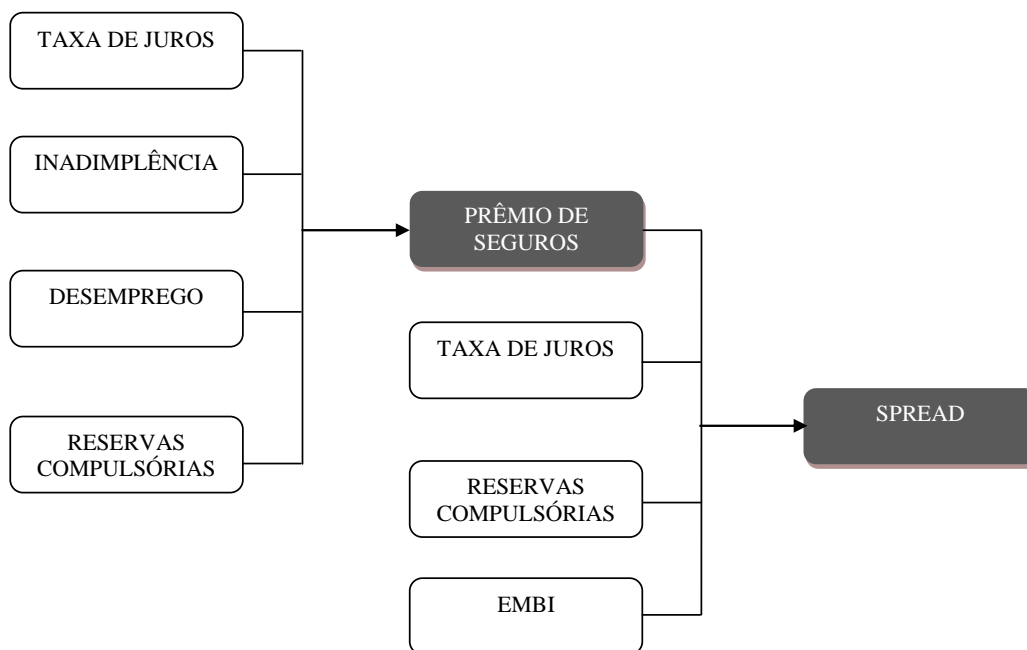 TAXA DE JUROS
INADIMPLÊNCIA
DESEMPREGO
RESERVAS
COMPULSÓRIAS
PRÊMIO DE
SEGUROS
TAXA DE JUROS
RESERVAS
COMPULSÓRIAS
EMBI
SPREAD